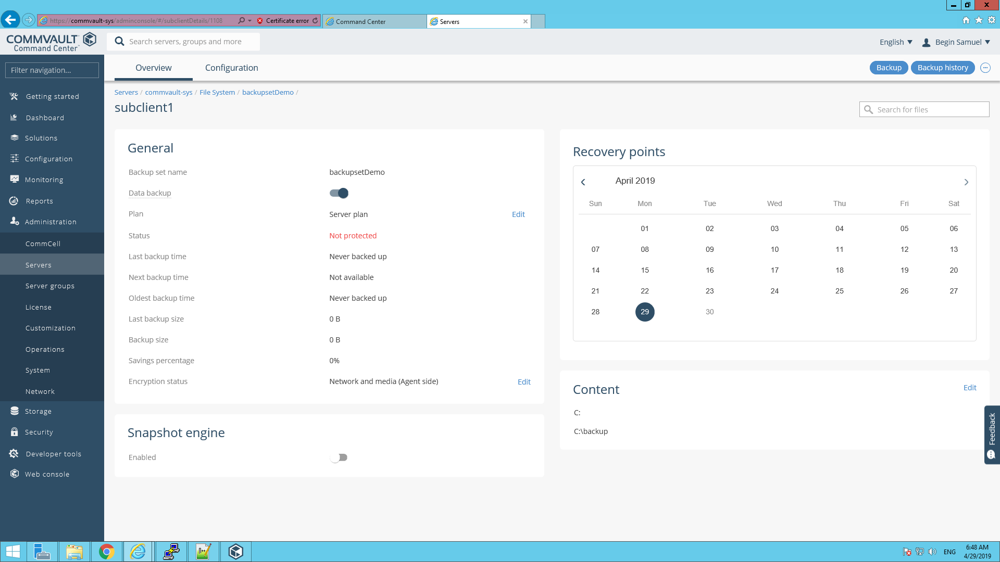 https://commvault-sys/adminconsole/#/subclientDetails/1108
Certificate error
Command Center
Servers
COMMVAULT
Command Center
Search servers, groups and more
English
Begin Samuel
Filter navigation...
Overview
Configuration
Backup
Backup history
Servers / commvault-sys / File System / backupsetDemo /
subclient1
Search for files
Getting started
Dashboard
Solutions
Configuration
Monitoring
Reports
Administration
CommCell
Servers
Server groups
License
Customization
Operations
System
Network
Storage
Security
Developer tools
Web console
General
Backup set name backupsetDemo
Data backup
Plan Server plan Edit
Status Not protected
Last backup time Never backed up
Next backup time Not available
Oldest backup time Never backed up
Last backup size 0 B
Backup size 0 B
Savings percentage 0%
Encryption status Network and media (Agent side) Edit
Snapshot engine
Enabled
Recovery points
April 2019
Sun Mon Tue Wed Thu Fri Sat
01 02 03 04 05 06
07 08 09 10 11 12 13
14 15 16 17 18 19 20
21 22 23 24 25 26 27
28 29 30
Content Edit
C:
C:\backup
Feedback
ENG
6:48 AM
4/29/2019